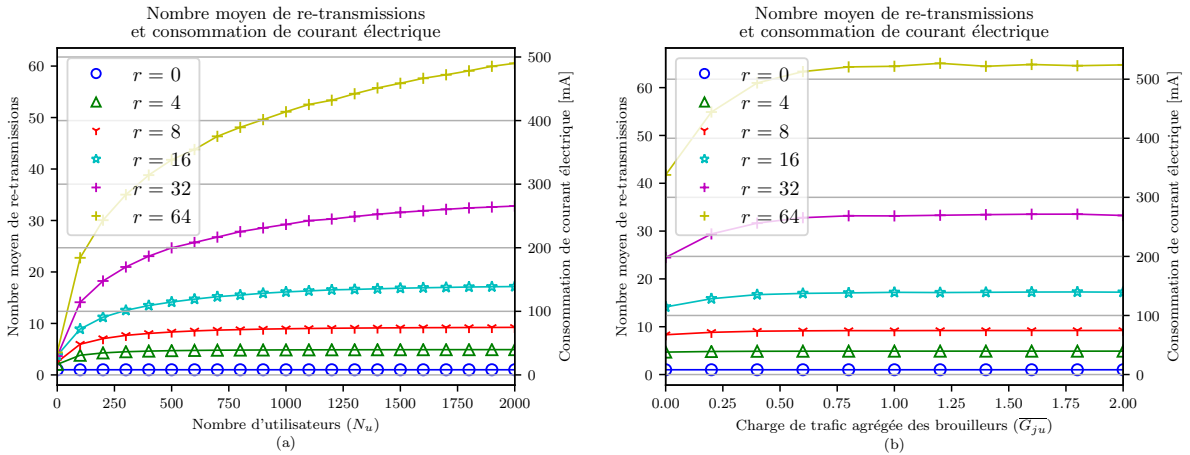 Nombre moyen de re-transmissions
et consommation de courant électrique
Nombre moyen de re-transmissions
60
50
40
30
20
10
0
r = 0
r = 4
r = 8
r = 16
r = 32
r = 64
500
400
300
200
100
0
Consommation de courant électrique [mA]
0 250 500 750 1000 1250 1500 1750 2000
Nombre d'utilisateurs (N_u)
(a)
Nombre moyen de re-transmissions
et consommation de courant électrique
Nombre moyen de re-transmissions
60
50
40
30
20
10
0
r = 0
r = 4
r = 8
r = 16
r = 32
r = 64
500
400
300
200
100
0
Consommation de courant électrique [mA]
0.00 0.25 0.50 0.75 1.00 1.25 1.50 1.75 2.00
Charge de trafic agrégée des brouilleurs (\overline{G_{ju}})
(b)